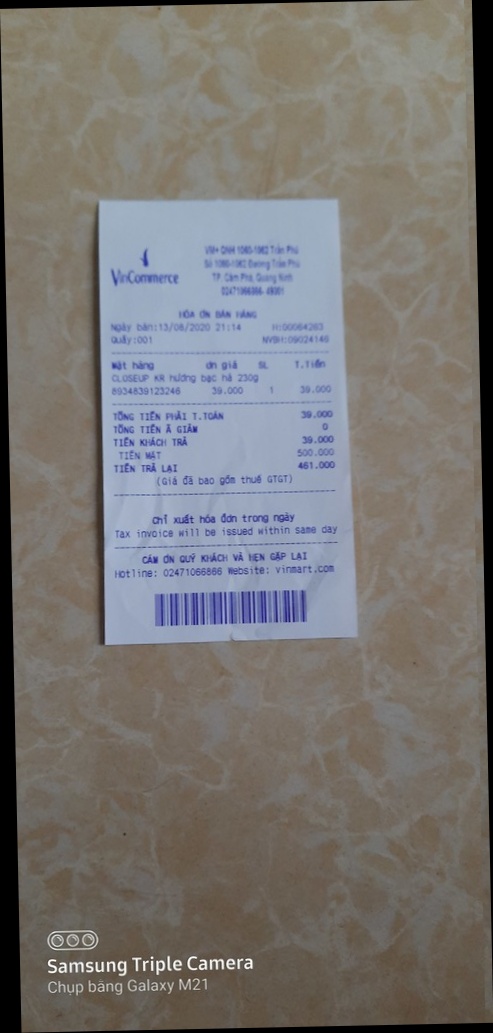 VinCommerce
VM+ QNH 1060-1062 Trần Phú
Số 1060-1062 Đường Trần Phú
TP. Cẩm Phả, Quảng Ninh
02471066866-
HÓA ĐƠN BÁN HÀNG
Ngày bán:13/08/2020 21:14 H:00064263
Quầy:001 NVBH:09024146
Mặt hàng đn giá SL T.Tiền
CLOSEUP KR hương bạc hà 230g
8934839123246 39.000 1 39.000
TỔNG TIỀN PHẢI T.TOÁN 39.000
TỔNG TIỀN Ã GIẢM 0
TIỀN KHÁCH TRẢ 39.000
TIỀN MẶT 500.000
TIỀN TRẢ LẠI 461.000
(Giá đã bao gồm thuế GTGT)
Chỉ xuất hóa đơn trong ngày
Tax invoice will be issued within same day
CÁM ƠN QUÝ KHÁCH VÀ HẸN GẶP LẠI
Hotline: 02471066866 Website: vinmart.com
Samsung Triple Camera
Chụp bằng Galaxy M21